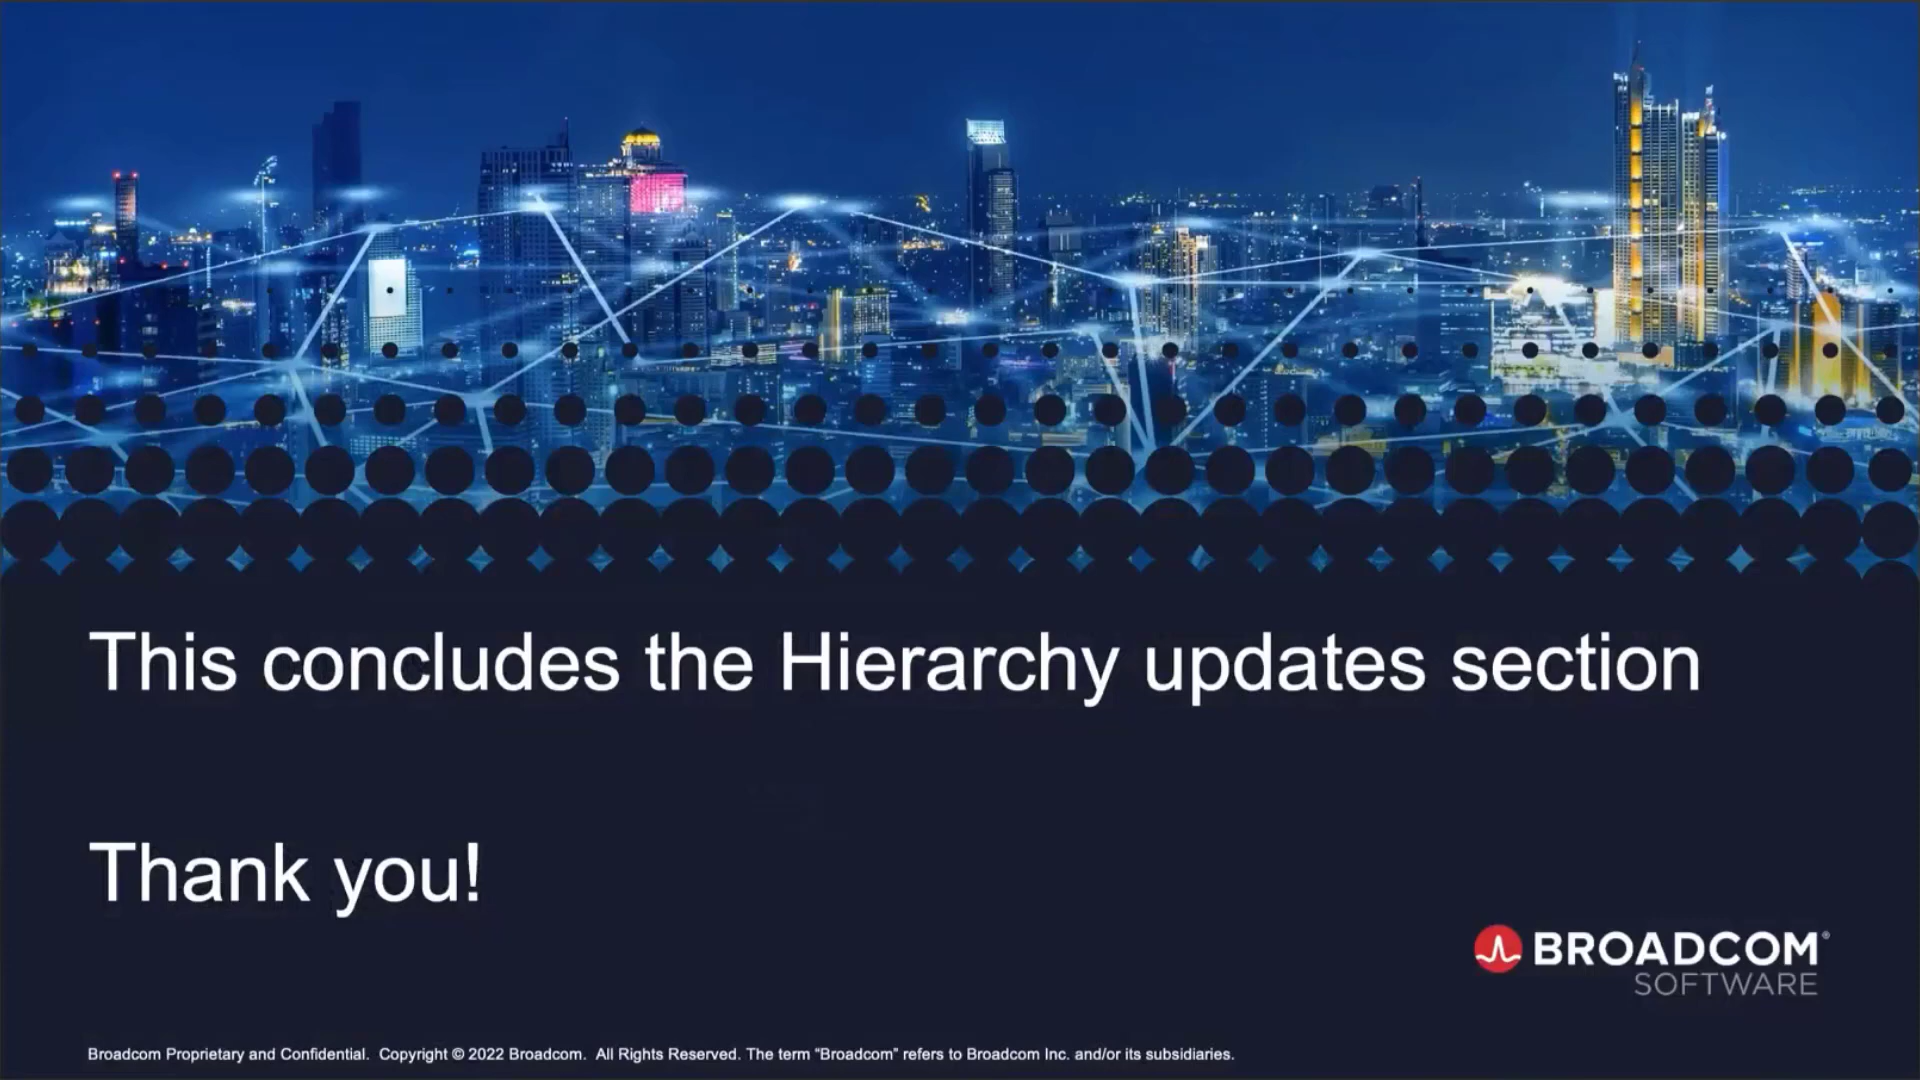 This concludes the Hierarchy updates section
Thank you!
BROADCOM®
SOFTWARE
Broadcom Proprietary and Confidential. Copyright © 2022 Broadcom. All Rights Reserved. The term “Broadcom” refers to Broadcom Inc. and/or its subsidiaries.